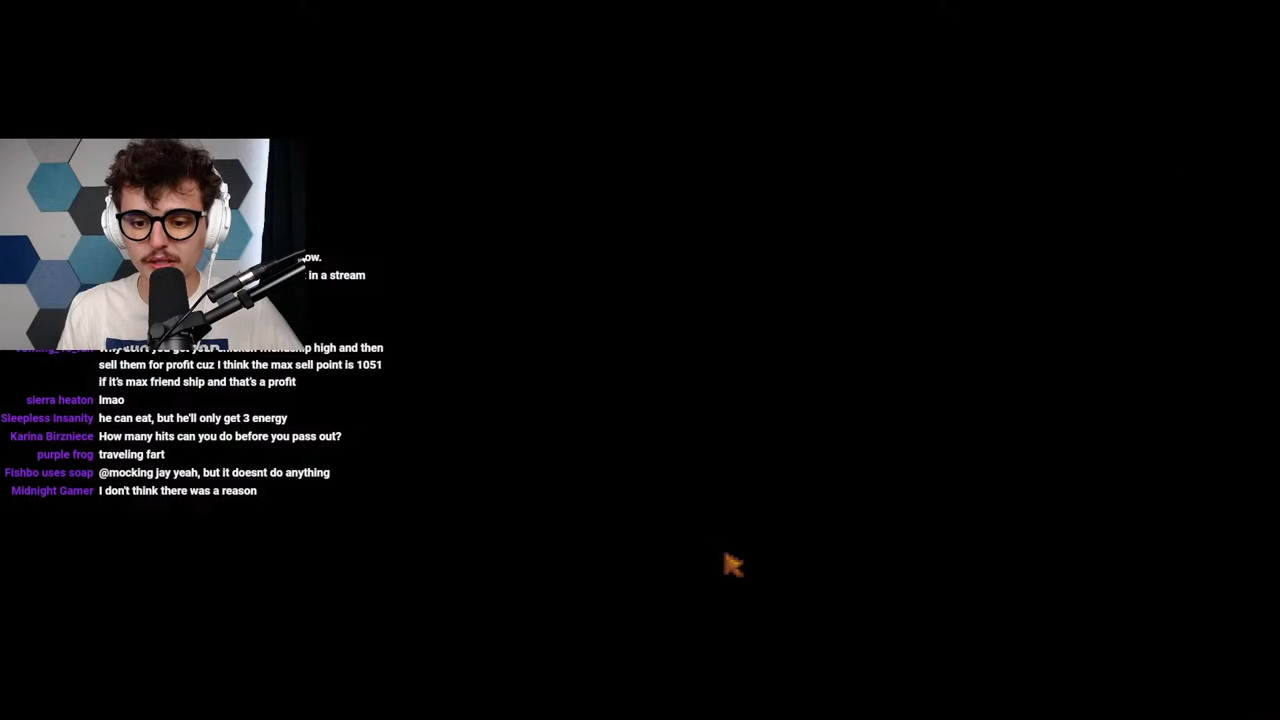 ow.
in a stream
high and then
sell them for profit cuz I think the max sell point is 1051
if it's max friend ship and that's a profit
sierra heaton lmao
Sleepless Insanity he can eat, but he'll only get 3 energy
Karina Birzniece How many hits can you do before you pass out?
purple frog traveling fart
Fishbo uses soap @mocking jay yeah, but it doesnt do anything
Midnight Gamer I don't think there was a reason